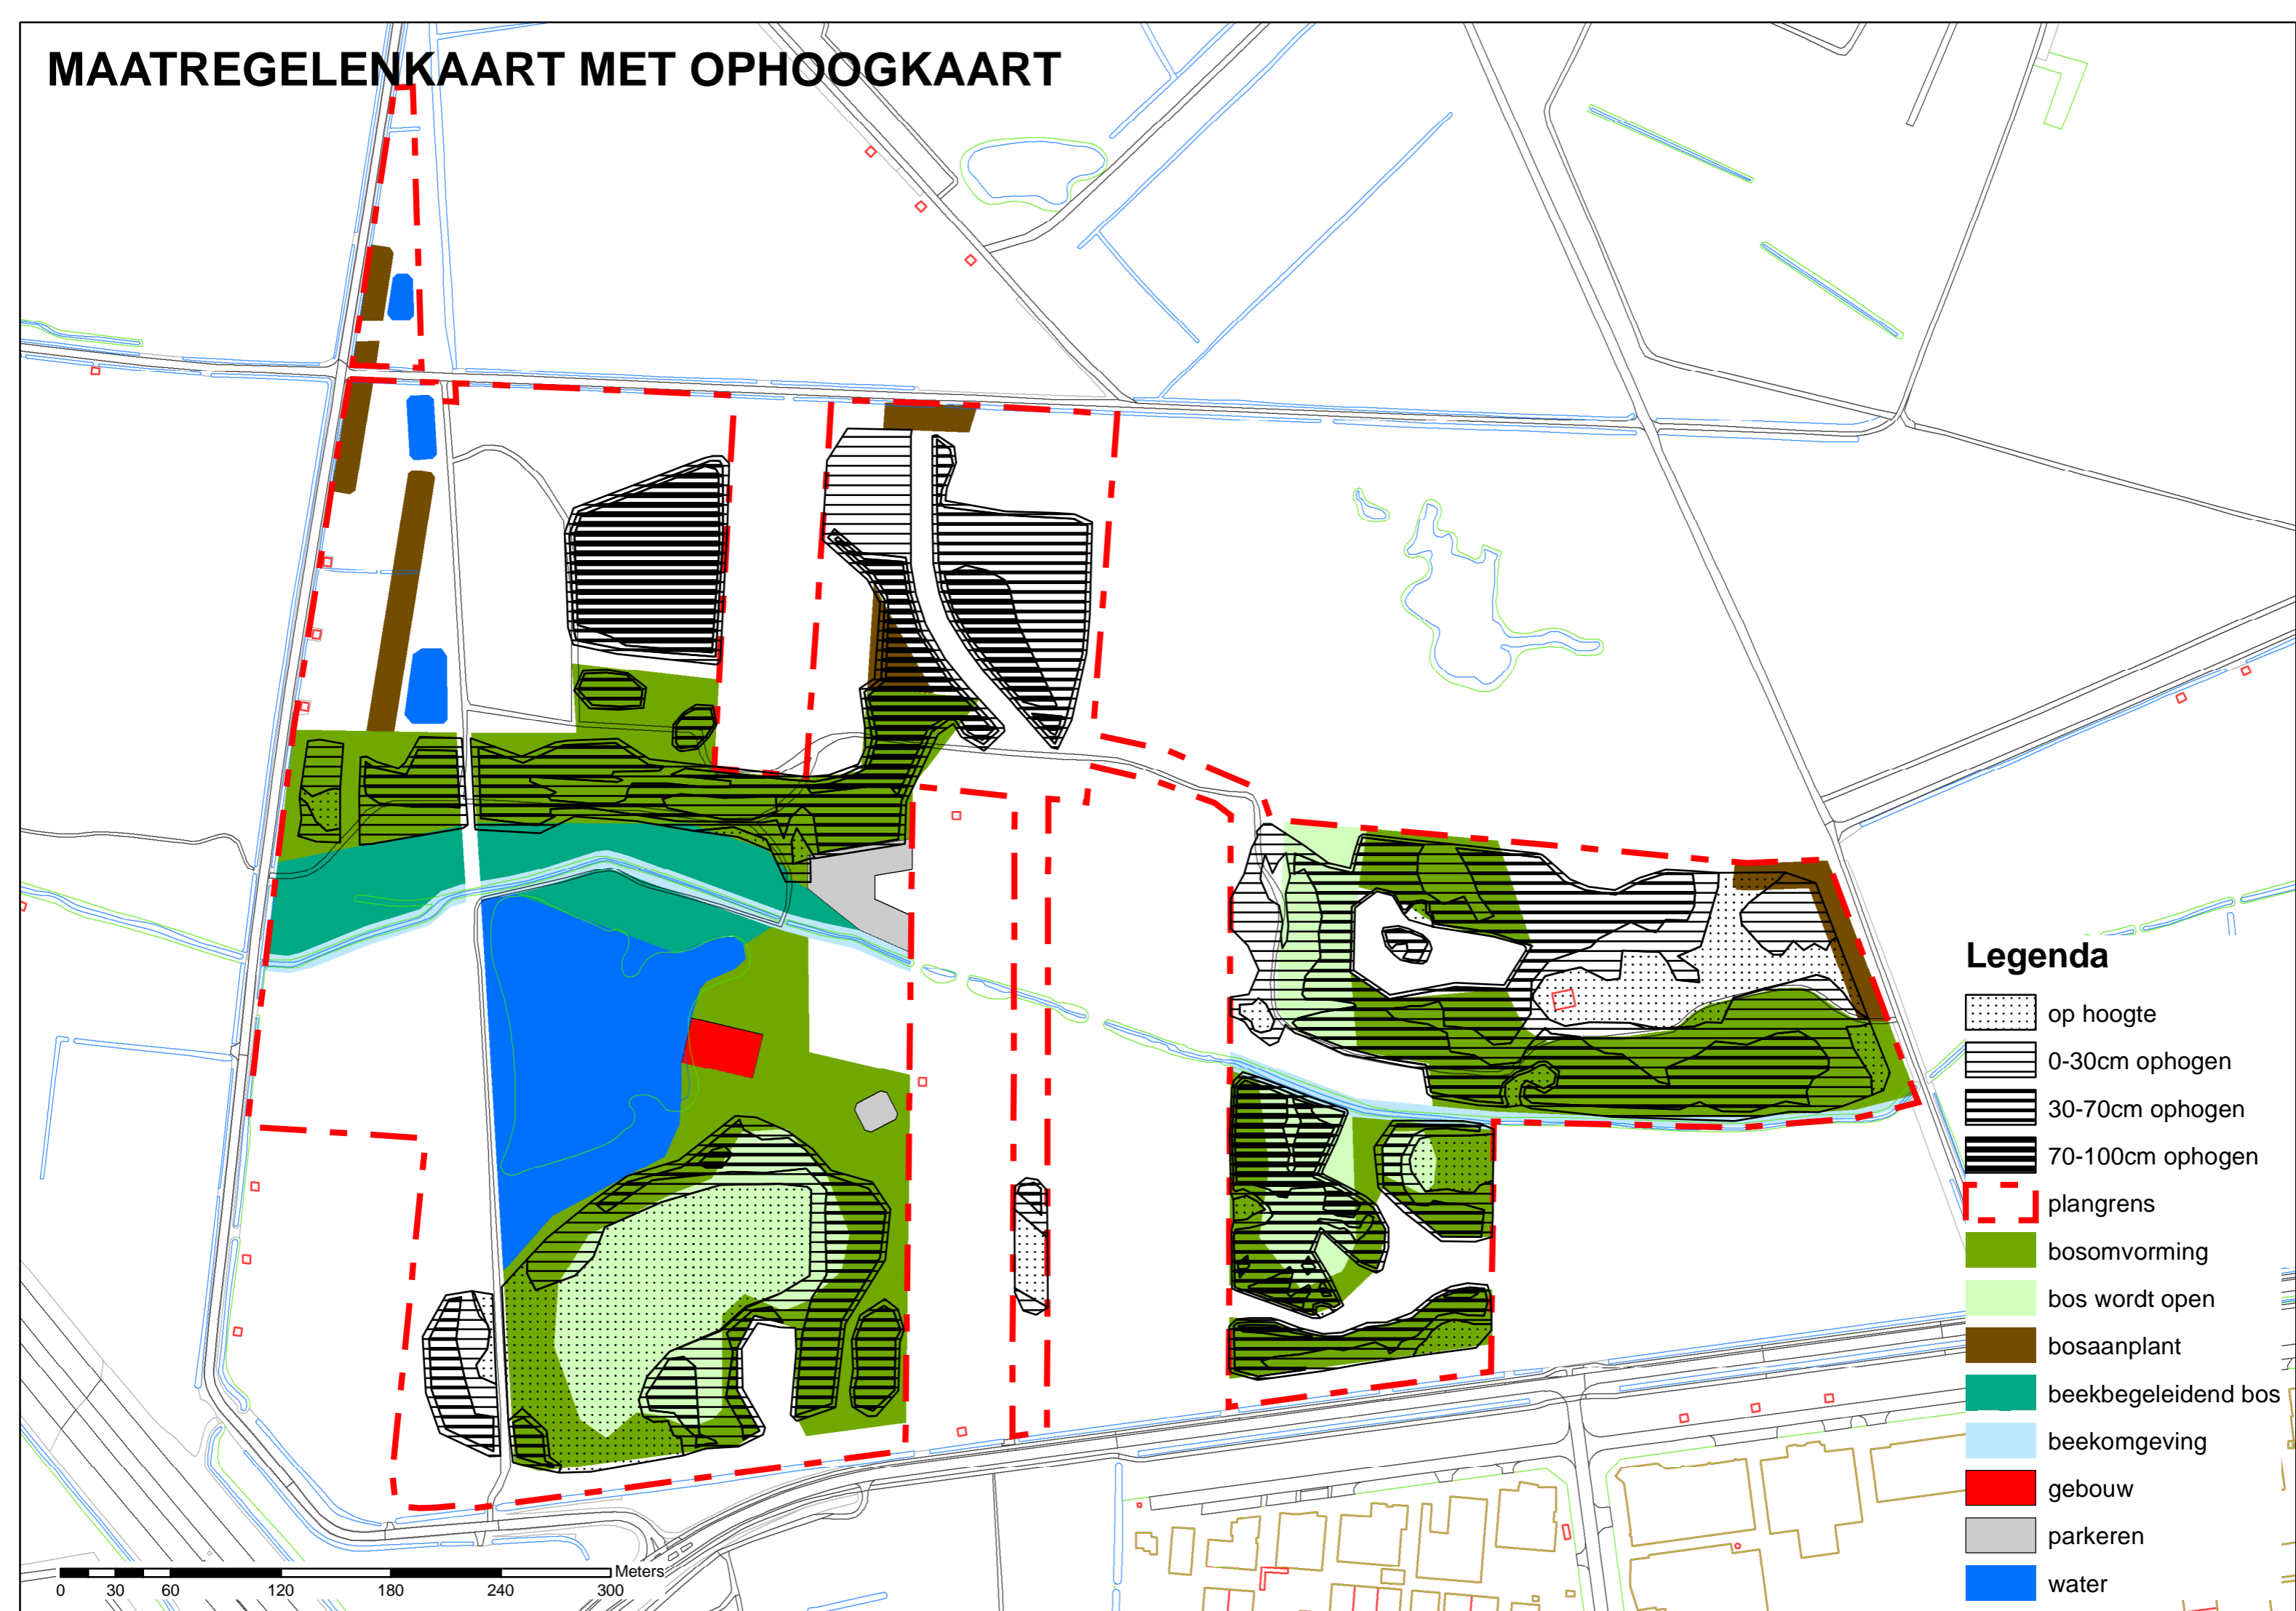 MAATREGELENKAART MET OPHOOGKAART
Legenda
op hoogte
0-30cm ophogen
30-70cm ophogen
70-100cm ophogen
plangrens
bosomvorming
bos wordt open
bosaanplant
beekbegeleidend bos
beekomgeving
gebouw
parkeren
water
Meters
0 30 60 120 180 240 300